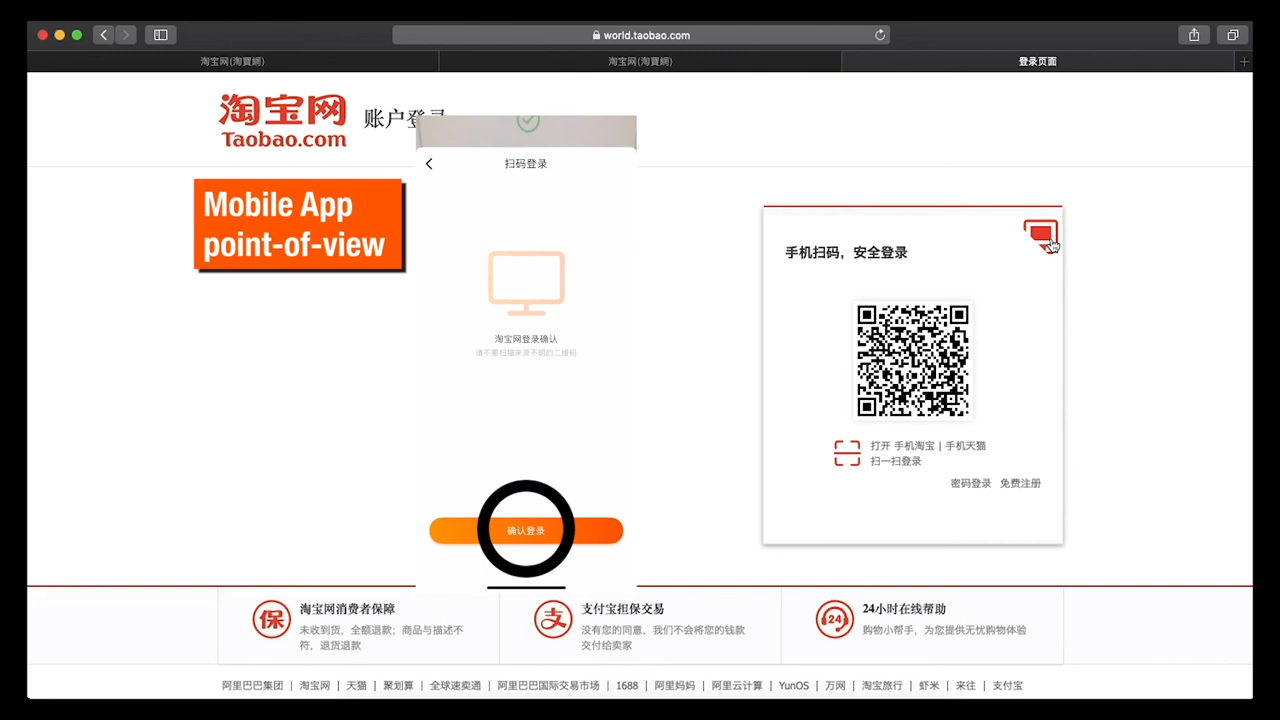 world.taobao.com
淘宝网(淘寶網)
淘宝网(淘寶網)
登录页面
淘宝网
Taobao.com
账户登录
Mobile App
point-of-view
扫码登录
淘宝网登录确认
请不要扫描来源不明的二维码
确认登录
手机扫码，安全登录
打开 手机淘宝 | 手机天猫
扫一扫登录
密码登录 免费注册
保
淘宝网消费者保障
未收到货，全额退款；商品与描述不
符，退货退款
支
支付宝担保交易
没有您的同意，我们不会将您的钱款
交付给卖家
24
24小时在线帮助
购物小帮手，为您提供无忧购物体验
阿里巴巴集团 | 淘宝网 | 天猫 | 聚划算 | 全球速卖通 | 阿里巴巴国际交易市场 | 1688 | 阿里妈妈 | 阿里云计算 | YunOS | 万网 | 淘宝旅行 | 虾米 | 来往 | 支付宝